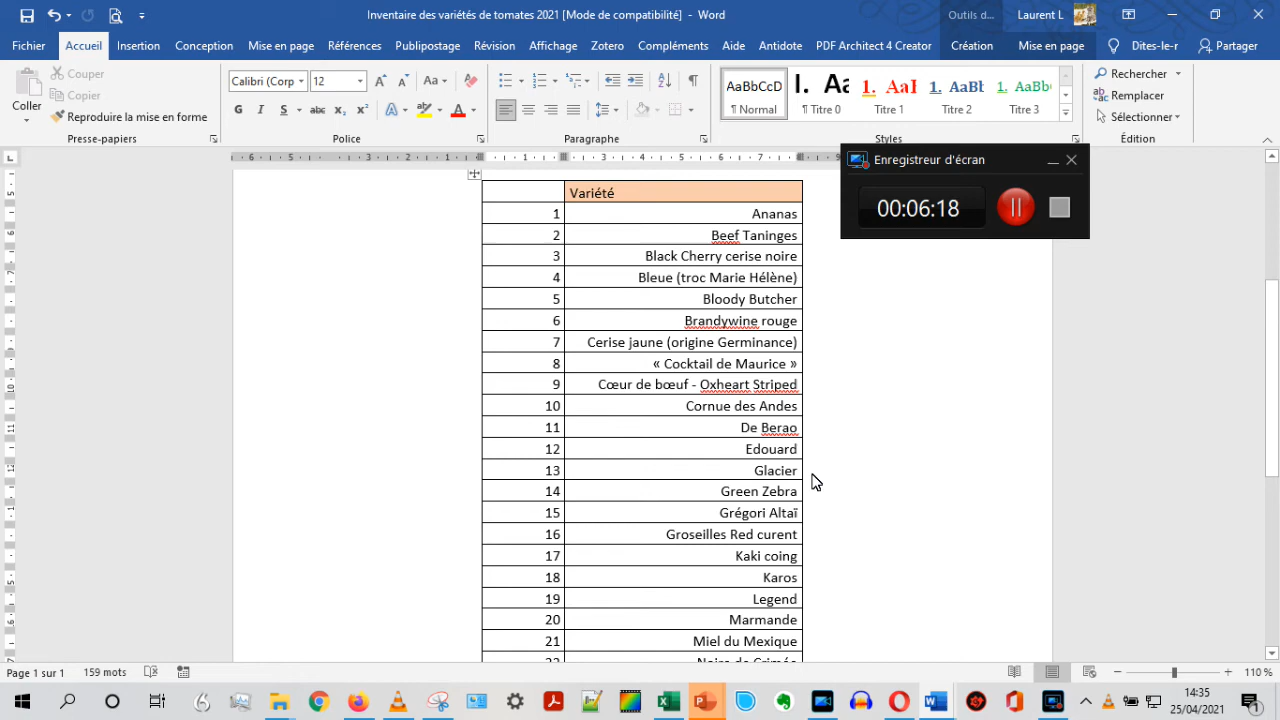 Inventaire des variétés de tomates 2021 [Mode de compatibilité] - Word
Outils d...
Laurent L
Fichier Accueil Insertion Conception Mise en page Références Publipostage Révision Affichage Zotero Compléments Aide Antidote PDF Architect 4 Creator Création Mise en page Dites-le-r Partager
Coller
Couper
Copier
Reproduire la mise en forme
Presse-papiers
Calibri (Corp 12
Police
Paragraphe
AaBbCcD
¶ Normal
I. Aa
¶ Titre 0
1. AaI
Titre 1
1. AaBb
Titre 2
1. AaBb
Titre 3
Styles
Rechercher
Remplacer
Sélectionner
Édition
Enregistreur d'écran
00:06:18
Variété
1 Ananas
2 Beef Taninges
3 Black Cherry cerise noire
4 Bleue (troc Marie Hélène)
5 Bloody Butcher
6 Brandywine rouge
7 Cerise jaune (origine Germinance)
8 « Cocktail de Maurice »
9 Cœur de bœuf - Oxheart Striped
10 Cornue des Andes
11 De Berao
12 Edouard
13 Glacier
14 Green Zebra
15 Grégori Altaï
16 Groseilles Red curent
17 Kaki coing
18 Karos
19 Legend
20 Marmande
21 Miel du Mexique
Page 1 sur 1 159 mots
110 %
14:35
25/04/2021